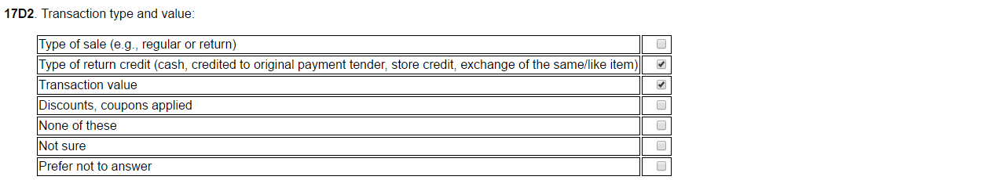 17D2. Transaction type and value:
Type of sale (e.g., regular or return)
Type of return credit (cash, credited to original payment tender, store credit, exchange of the same/like item)
Transaction value
Discounts, coupons applied
None of these
Not sure
Prefer not to answer